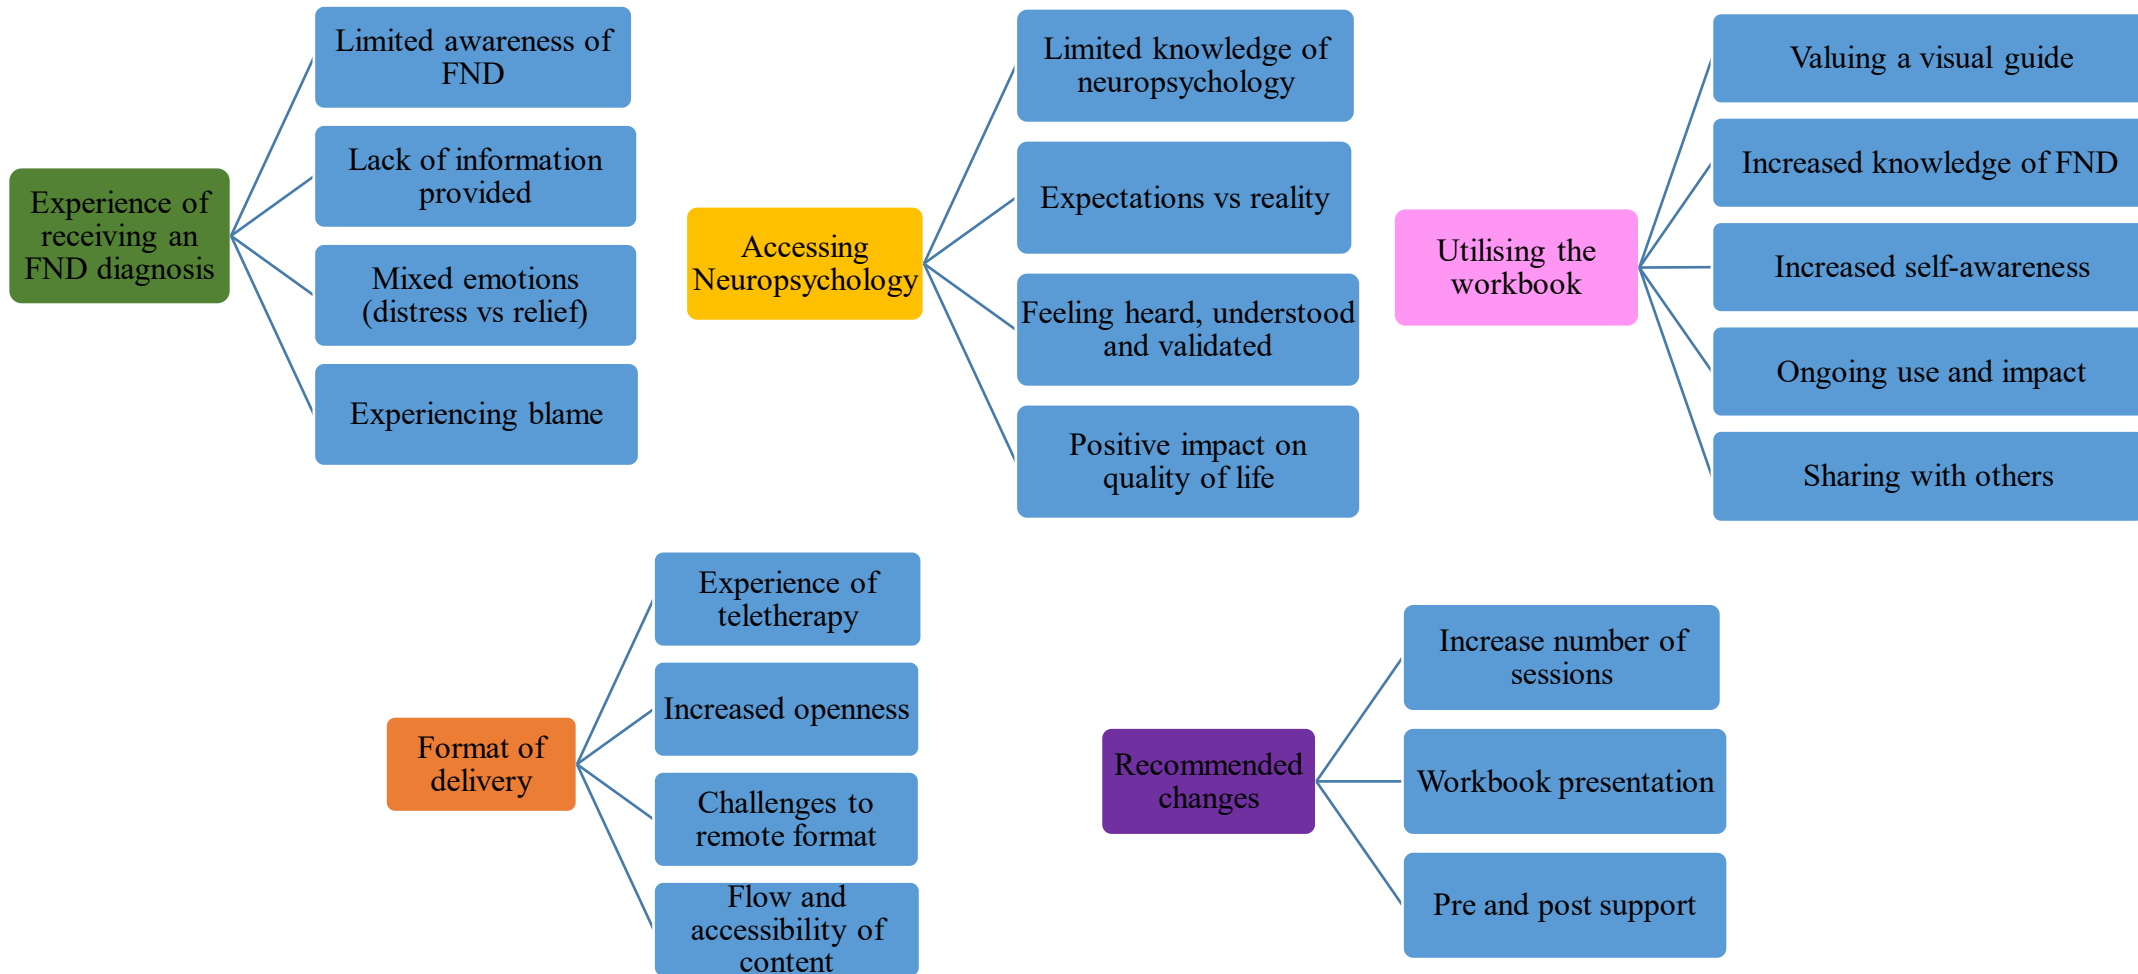 Experience of
receiving an
FND diagnosis
Limited awareness of
FND
Lack of information
provided
Mixed emotions
(distress vs relief)
Experiencing blame
Accessing
Neuropsychology
Limited knowledge of
neuropsychology
Expectations vs reality
Feeling heard, understood
and validated
Positive impact on
quality of life
Utilising the
workbook
Valuing a visual guide
Increased knowledge of FND
Increased self-awareness
Ongoing use and impact
Sharing with others
Format of
delivery
Experience of
teletherapy
Increased openness
Challenges to
remote format
Flow and
accessibility of
content
Recommended
changes
Increase number of
sessions
Workbook presentation
Pre and post support